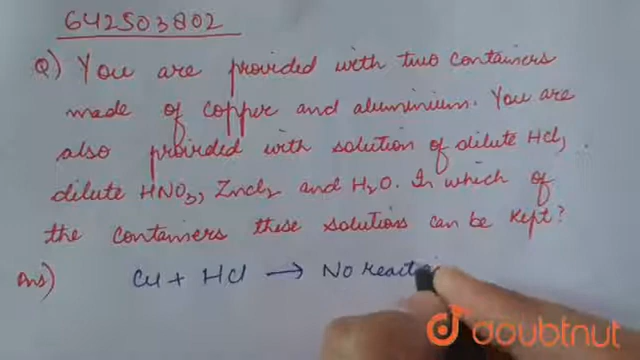 642503802
Q) You are provided with two containers
made of copper and aluminium. You are
also provided with solution of dilute HCl,
dilute HNO3, ZnCl2 and H2O. In which of
the containers these solutions can be kept?
Ans) Cu + HCl → No reactio
doubtnut